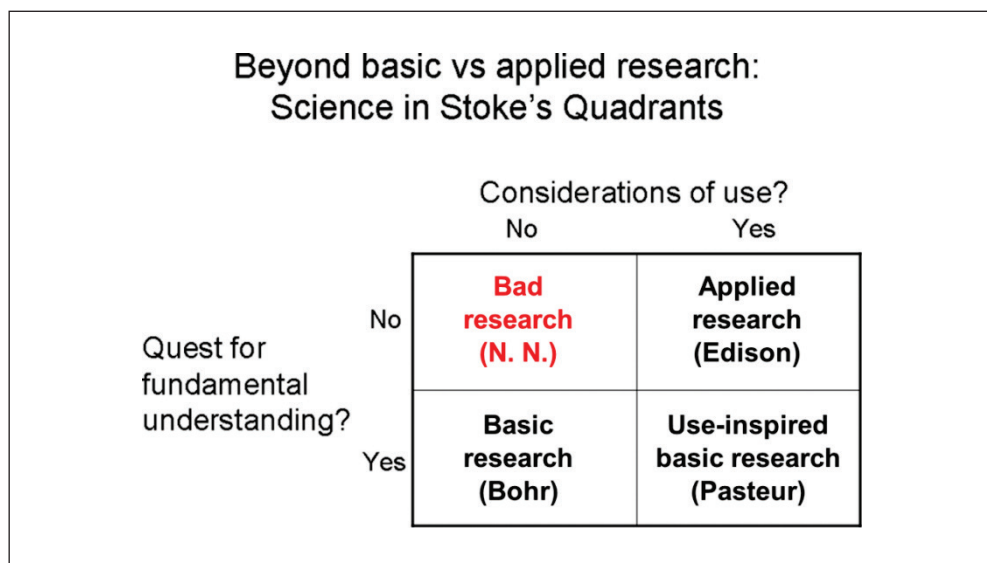 Beyond basic vs applied research:
Science in Stoke's Quadrants
Considerations of use?
No
Yes
Quest for
fundamental
understanding?
No
Bad
research
(N. N.)
Applied
research
(Edison)
Yes
Basic
research
(Bohr)
Use-inspired
basic research
(Pasteur)